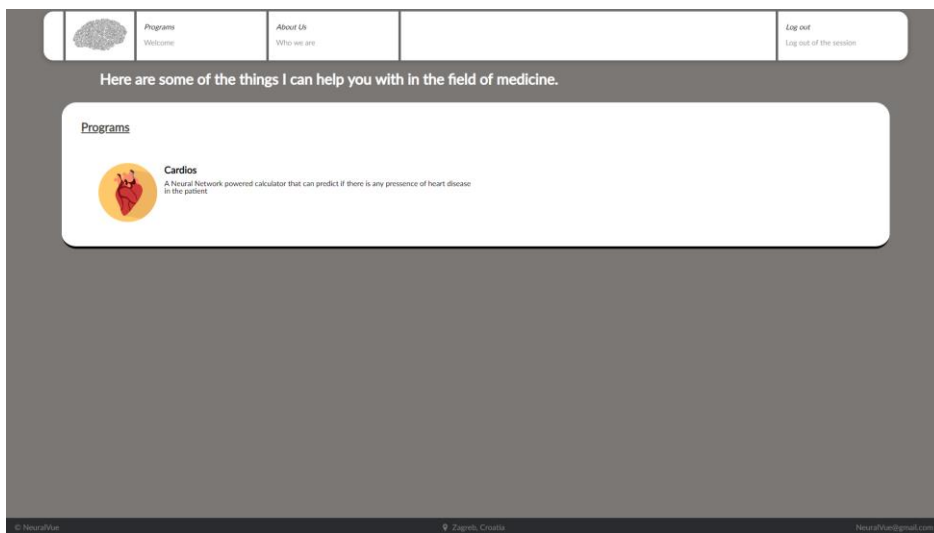 Programs
Welcome
About Us
Who we are
Log out
Log out of the session
Here are some of the things I can help you with in the field of medicine.
Programs
Cardios
A Neural Network powered calculator that can predict if there is any pressence of heart disease
in the patient
© NeuralVue
Zagreb, Croatia
NeuralVue@gmail.com